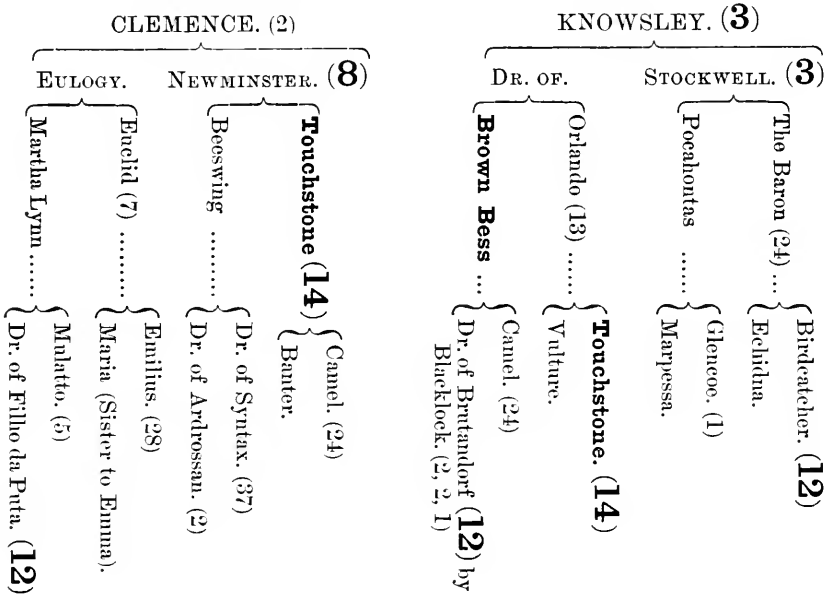 CLEMENCE. (2)
EULOGY.
NEWMINSTER. (8)
Touchstone (14)
Camel. (24)
Banter.
Beeswing .........
Dr. of Syntax. (37)
Dr. of Ardrossan. (2)
Euclid (7) ........
Emilius. (28)
Maria (Sister to Emma).
Martha Lynn ......
Mulatto. (5)
Dr. of Filho da Puta. (12)
KNOWSLEY. (3)
DR. OF.
STOCKWELL. (3)
The Baron (24) ...
Birdcatcher. (12)
Echidna.
Pocahontas ......
Glencoe. (1)
Marpessa.
Orlando (13) ......
Touchstone. (14)
Vulture.
Brown Bess ...
Camel. (24)
Dr. of Brutandorf (12) by
Blacklock. (2, 2, 1)